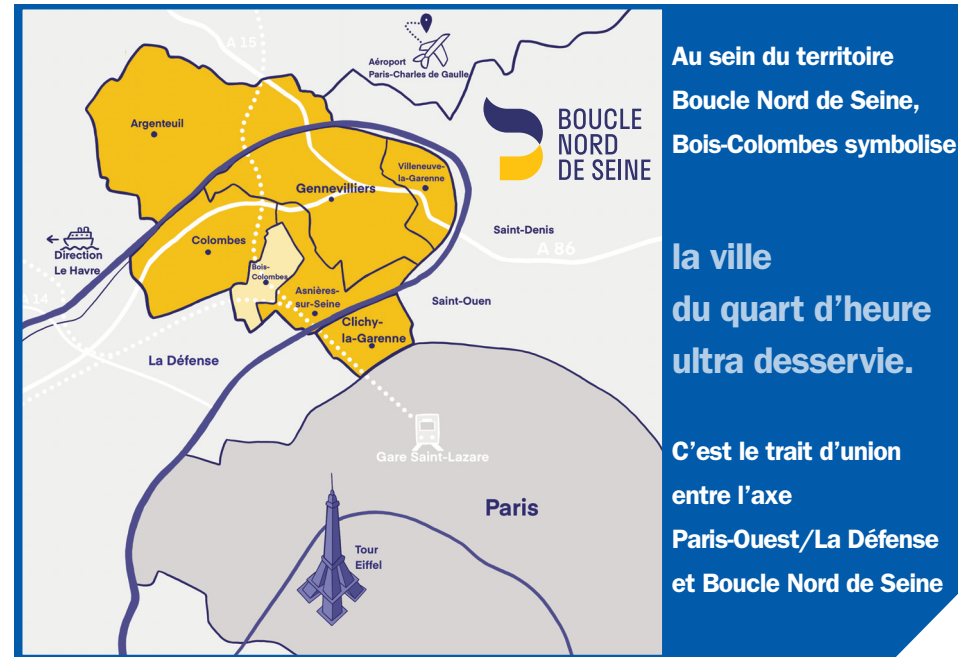 A 15
Aéroport
Paris-Charles de Gaulle
Argenteuil
BOUCLE
NORD
DE SEINE
Villeneuve-
la-Garenne
Gennevilliers
Saint-Denis
Colombes
A 86
Direction
Le Havre
Bois-
Colombes
A 14
Asnières-
sur-Seine
Saint-Ouen
Clichy-
la-Garenne
La Défense
Gare Saint-Lazare
Paris
Tour
Eiffel
Au sein du territoire
Boucle Nord de Seine,
Bois-Colombes symbolise
la ville
du quart d’heure
ultra desservie.
C’est le trait d’union
entre l’axe
Paris-Ouest/La Défense
et Boucle Nord de Seine